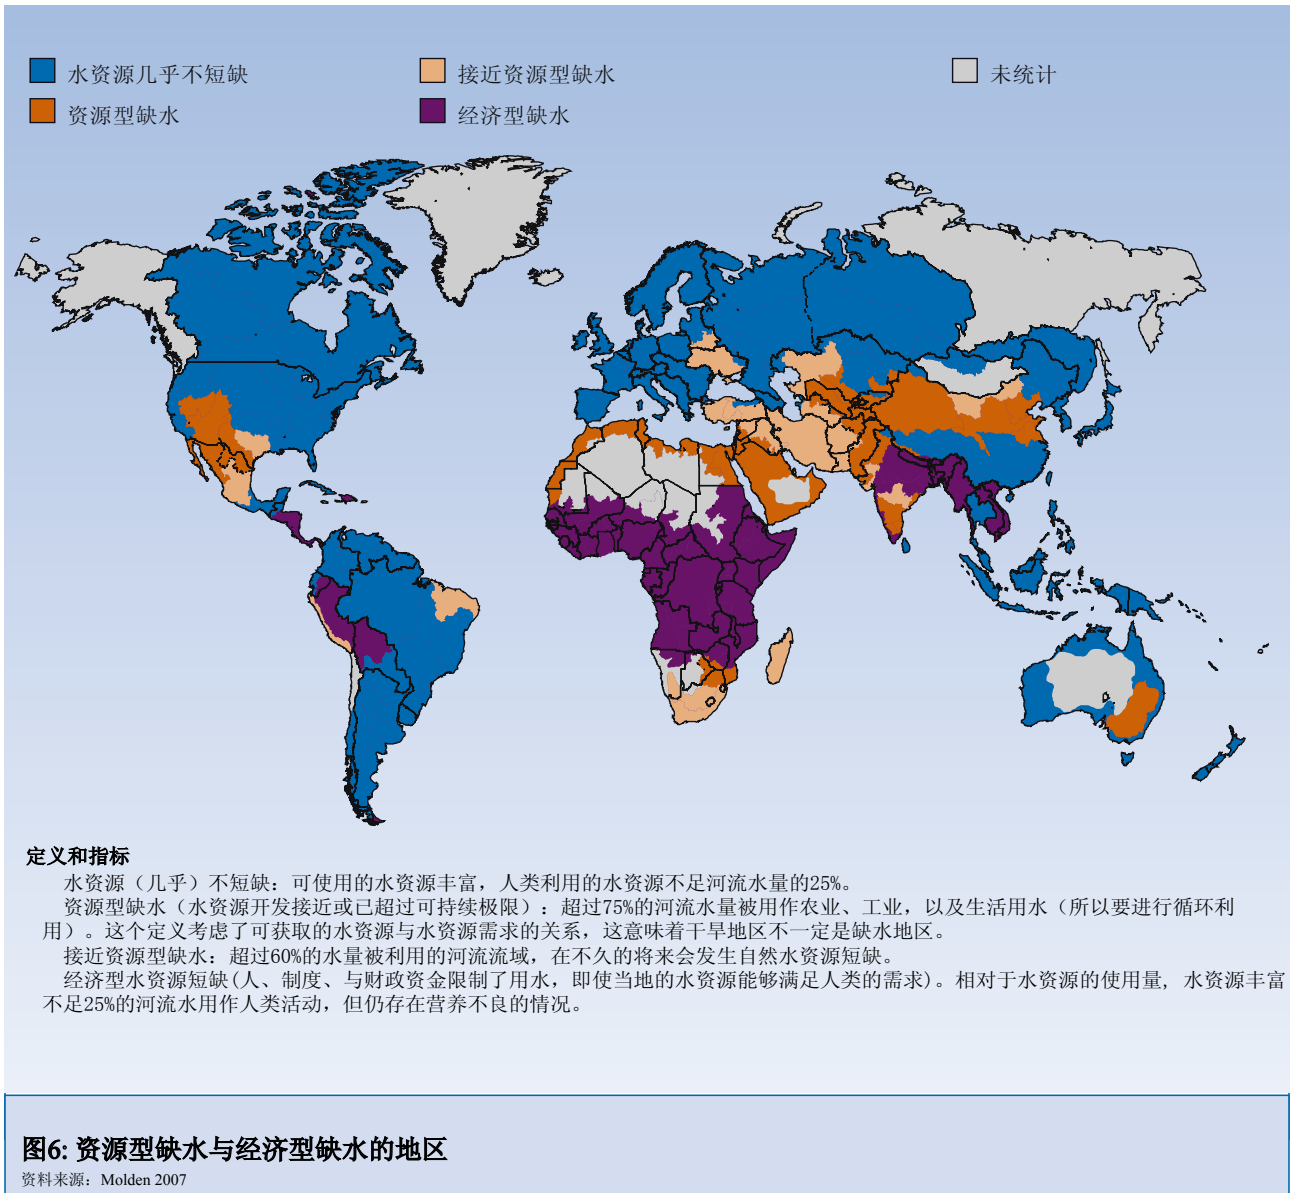 水资源几乎不短缺 接近资源型缺水 未统计
资源型缺水 经济型缺水
定义和指标
水资源（几乎）不短缺：可使用的水资源丰富，人类利用的水资源不足河流水量的25%。
资源型缺水（水资源开发接近或已超过可持续极限）：超过75%的河流水量被用作农业、工业，以及生活用水（所以要进行循环利
用）。这个定义考虑了可获取的水资源与水资源需求的关系，这意味着干旱地区不一定是缺水地区。
接近资源型缺水：超过60%的水量被利用的河流流域，在不久的将来会发生自然水资源短缺。
经济型水资源短缺(人、制度、与财政资金限制了用水，即使当地的水资源能够满足人类的需求)。相对于水资源的使用量, 水资源丰富
不足25%的河流水用作人类活动，但仍存在营养不良的情况。
图6: 资源型缺水与经济型缺水的地区
资料来源：Molden 2007